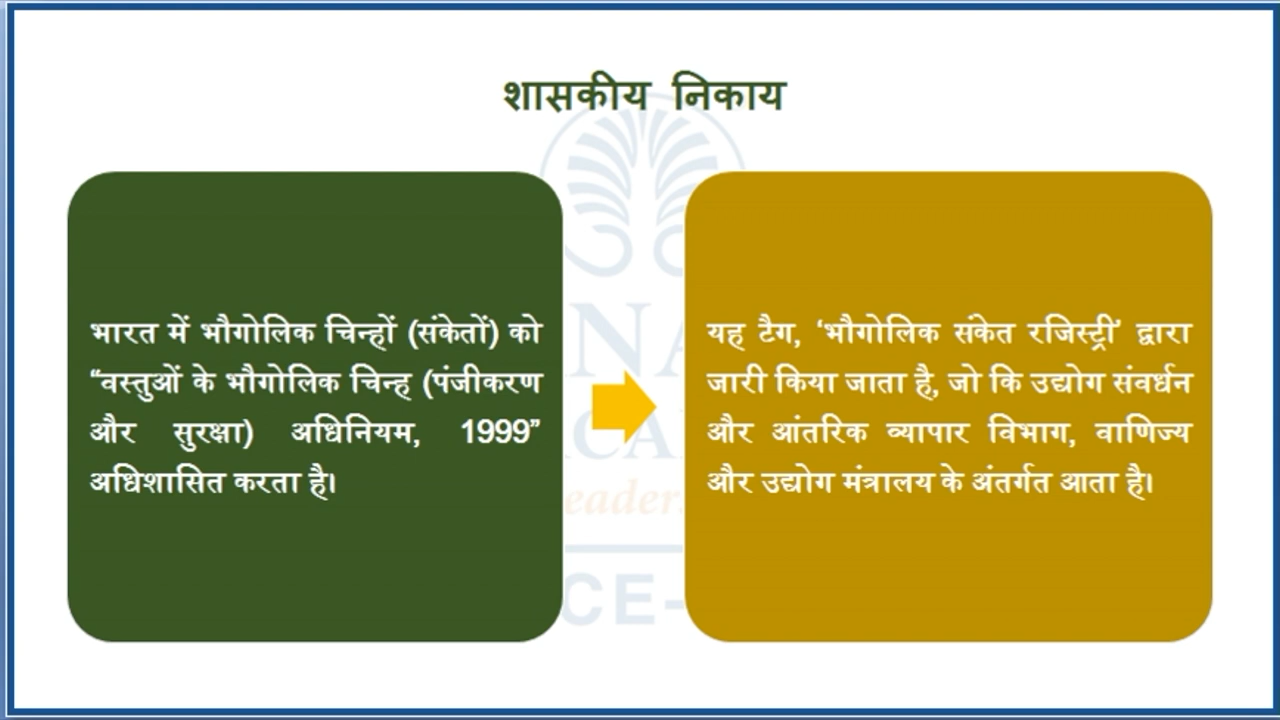 शासकीय निकाय
भारत में भौगोलिक चिन्हों (संकेतों) को
“वस्तुओं के भौगोलिक चिन्ह (पंजीकरण
और सुरक्षा) अधिनियम, 1999”
अधिशासित करता है।
यह टैग, ‘भौगोलिक संकेत रजिस्ट्री’ द्वारा
जारी किया जाता है, जो कि उद्योग संवर्धन
और आंतरिक व्यापार विभाग, वाणिज्य
और उद्योग मंत्रालय के अंतर्गत आता है।